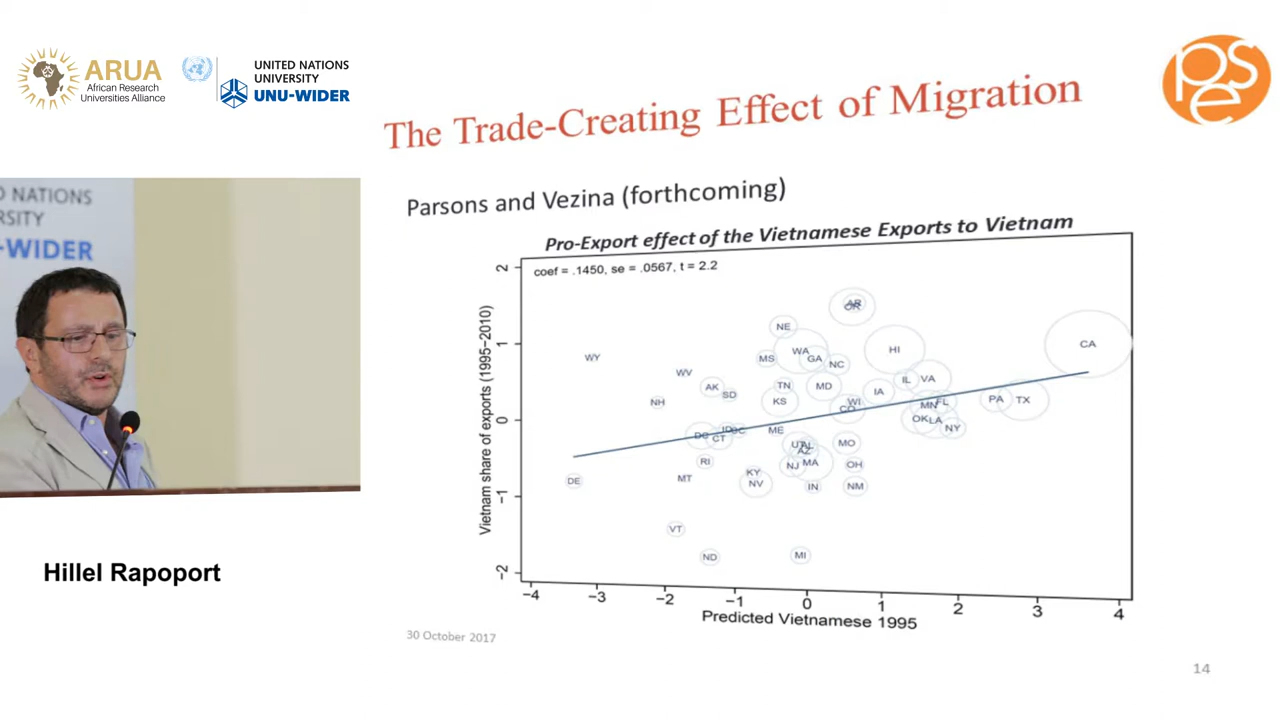 ARUA
African Research
Universities Alliance
UNITED NATIONS
UNIVERSITY
UNU-WIDER
pse
The Trade-Creating Effect of Migration
Parsons and Vezina (forthcoming)
NATIONS
UNU-WIDER
Hillel Rapoport
Pro-Export effect of the Vietnamese Exports to Vietnam
coef = .1450, se = .0567, t = 2.2
Vietnam share of exports (1995-2010)
2
1
0
-1
-2
NE
WY
MS
WA
GA
NC
HI
CA
WV
AK
SD
TN
MD
IL
VA
NH
KS
IA
WI
CO
MN
FL
PA
TX
CT
ME
OK
LA
NY
RI
AZ
MA
MO
NJ
OH
DE
MT
KY
NV
IN
NM
VT
ND
MI
-4
-3
-2
-1
0
1
2
3
4
Predicted Vietnamese 1995
30 October 2017
14